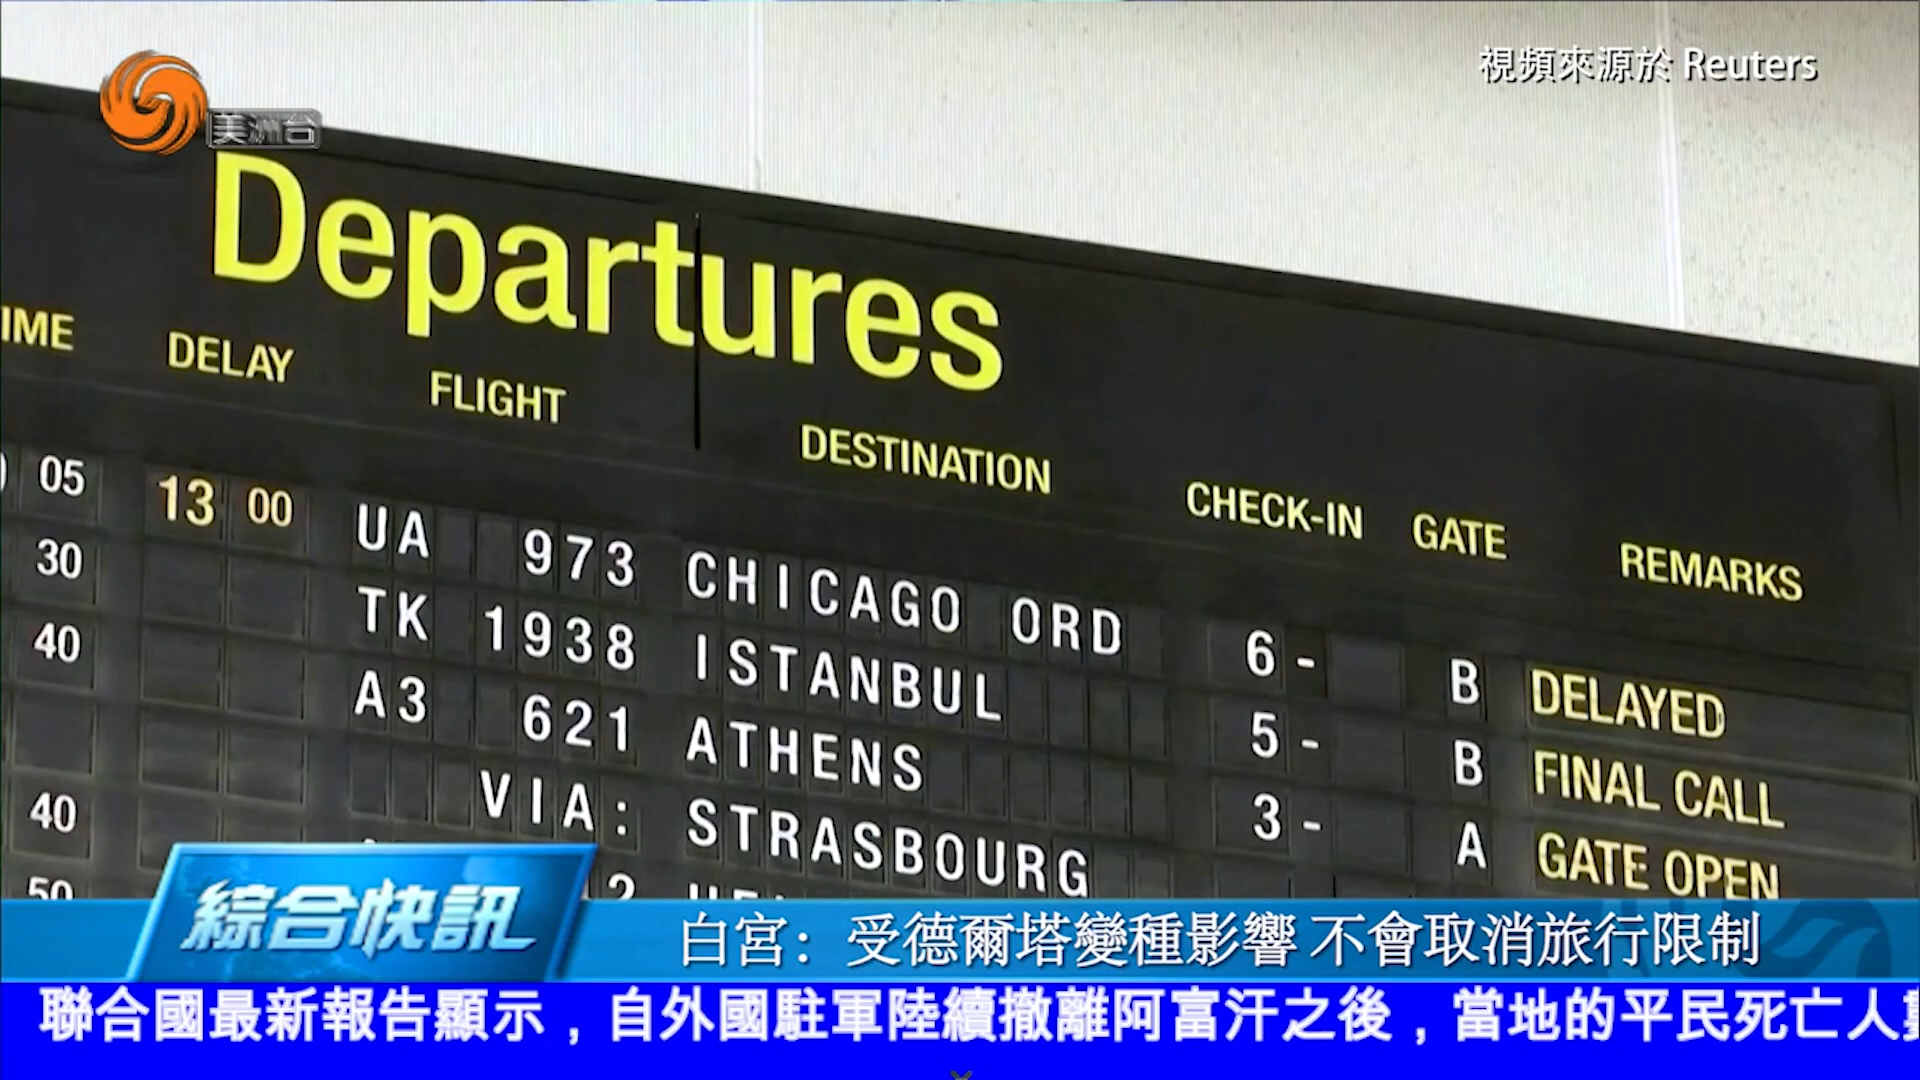 視頻來源於 Reuters
美洲台
Departures
IME DELAY FLIGHT DESTINATION CHECK-IN GATE REMARKS
05 13 00 UA 973 CHICAGO ORD 6- B DELAYED
30 TK 1938 ISTANBUL 5- B FINAL CALL
40 A3 621 ATHENS 3- A GATE OPEN
VIA: STRASBOURG
40
50
綜合快訊
白宮：受德爾塔變種影響 不會取消旅行限制
聯合國最新報告顯示，自外國駐軍陸續撤離阿富汗之後，當地的平民死亡人